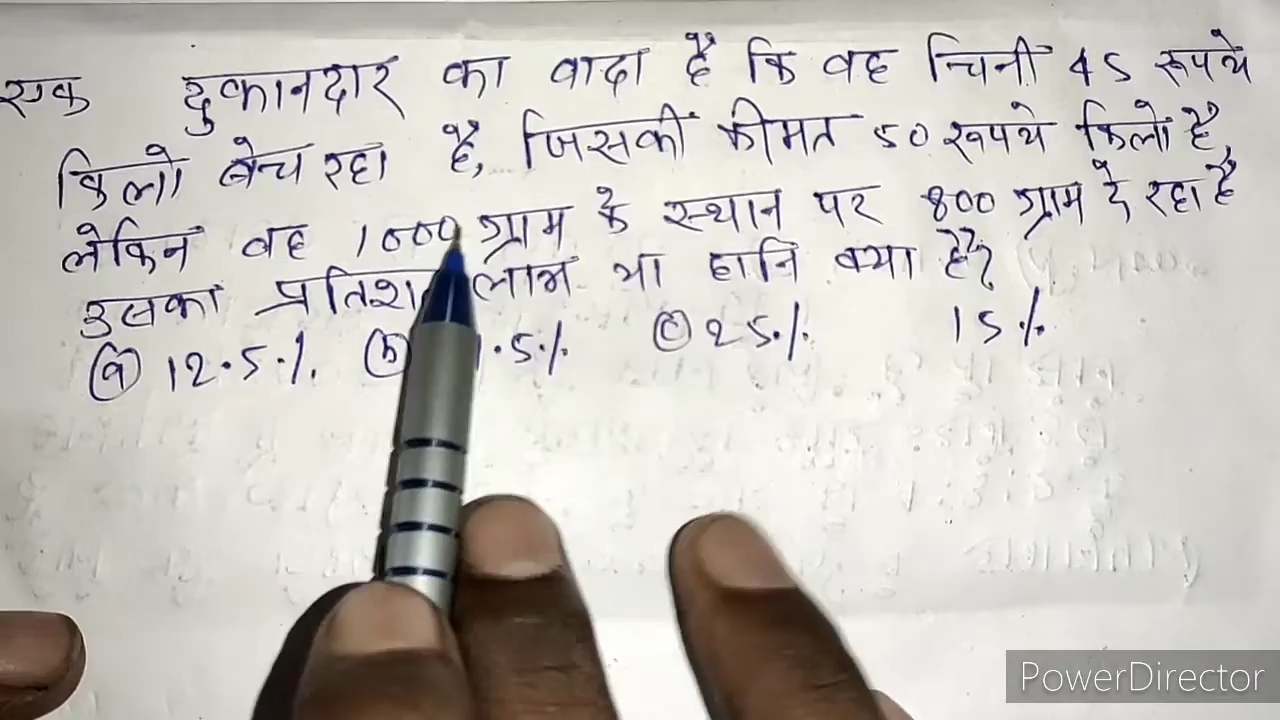 एक दुकानदार का वादा है कि वह चिनी 45 रूपये
किलो बेच रहा है, जिसकी कीमत 50 रूपये किलो है,
लेकिन वह 1000 ग्राम के स्थान पर 800 ग्राम दे रहा है
उसका लाभ या हानि क्या है?
(a) 12.5% (b) .5% (c) 25% 15%
PowerDirector